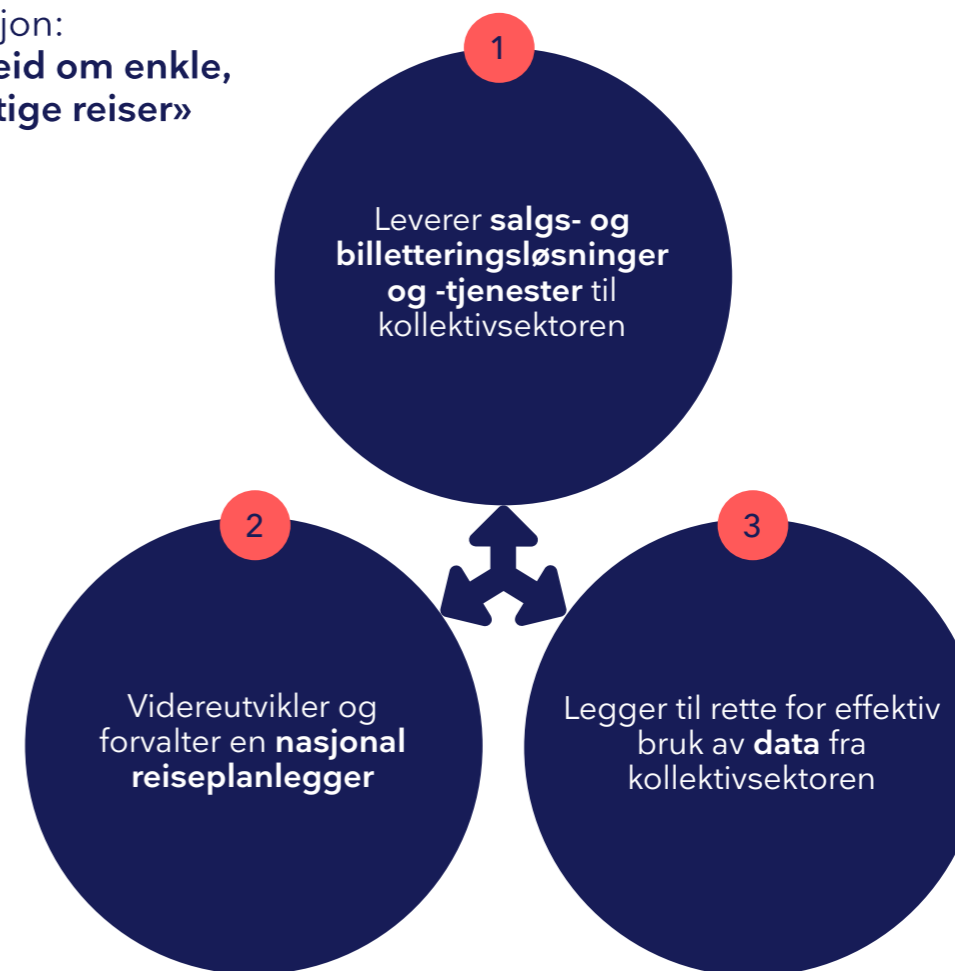 jon:
eid om enkle,
tige reiser»
1
Leverer salgs- og
billetteringsløsninger
og -tjenester til
kollektivsektoren
2
Videreutvikler og
forvalter en nasjonal
reiseplanlegger
3
Legger til rette for effektiv
bruk av data fra
kollektivsektoren